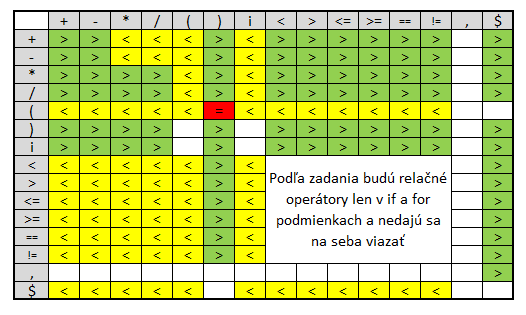 + - * / ( ) i < > <= >= == != , $
+ > > < < < > < > > > > > > >
- > > < < < > < > > > > > > >
* > > > > < > < > > > > > > >
/ > > > > < > < > > > > > > >
( < < < < < = < < < < < < <
) > > > > > > > > > > > >
i > > > > > > > > > > > >
< < < < < < > < >
> < < < < < > < >
<= < < < < < > < >
>= < < < < < > < >
== < < < < < > < >
!= < < < < < > < >
Podľa zadania budú relačné
operátory len v if a for
podmienkach a nedajú sa
na seba viazať
, >
$ < < < < < < < < < < < <